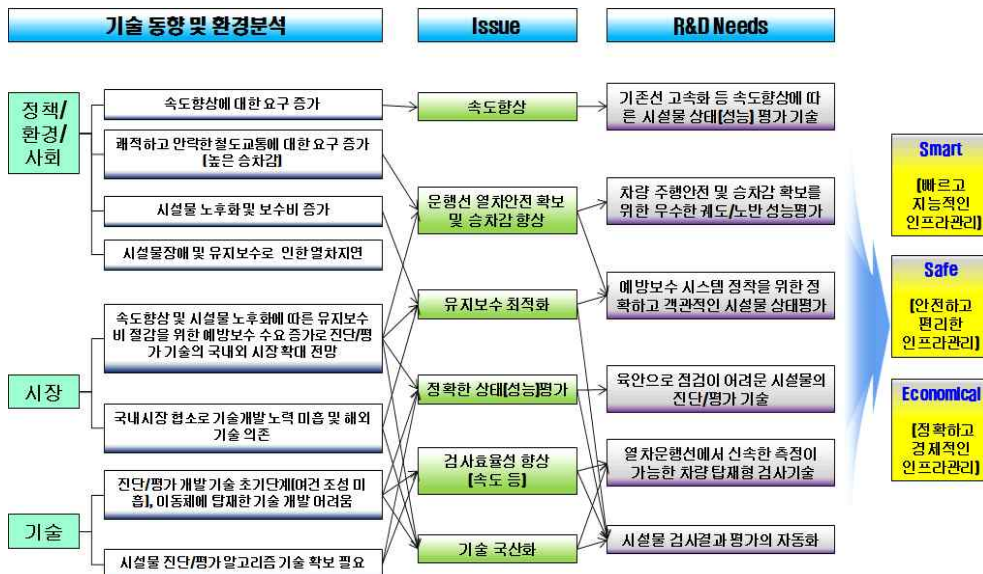 기술 동향 및 환경분석
Issue
R&D Needs
정책/
환경/
사회
속도향상에 대한 요구 증가
쾌적하고 안락한 철도교통에 대한 요구 증가
[높은 승차감]
시설물 노후화 및 보수비 증가
시설물장애 및 유지보수로 인한 열차지연
시장
속도향상 및 시설물 노후화에 따른 유지보수
비 절감을 위한 예방보수 수요 증가로 진단/평
가 기술의 국내외 시장 확대 전망
국내시장 협소로 기술개발 노력 미흡 및 해외
기술 의존
기술
진단/평가 개발 기술 초기단계[여건 조성 미
흡], 이동체에 탑재한 기술 개발 어려움
시설물 진단/평가 알고리즘 기술 확보 필요
속도향상
운행선 열차안전 확보
및 승차감 향상
유지보수 최적화
정확한 상태[성능]평가
검사효율성 향상
[속도 등]
기술 국산화
기존선 고속화 등 속도향상에 따
른 시설물 상태[성능] 평가 기술
차량 주행안전 및 승차감 확보를
위한 우수한 궤도/노반 성능평가
예방보수 시스템 정착을 위한 정
확하고 객관적인 시설물 상태평가
육안으로 점검이 어려운 시설물의
진단/평가 기술
열차운행선에서 신속한 측정이
가능한 차량 탑재형 검사기술
시설물 검사결과 평가의 자동화
Smart
[빠르고
지능적인
인프라관리]
Safe
[안전하고
편리한
인프라관리]
Economical
[정확하고
경제적인
인프라관리]